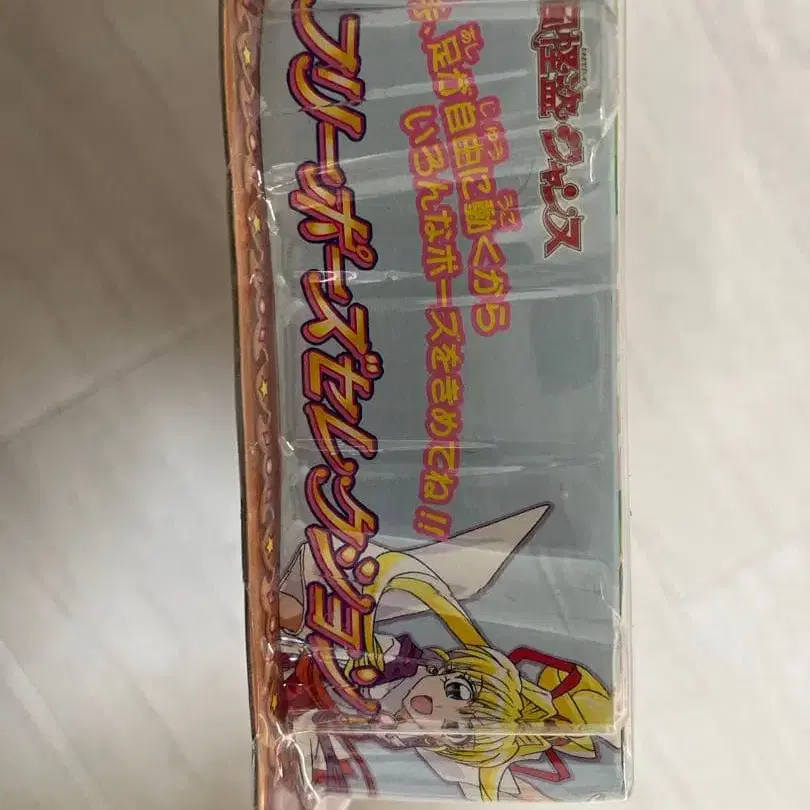 怪盗ジャンヌ
、足が自由に動くから
いろんなポーズをきめてね!!
フリーポーズセレクション